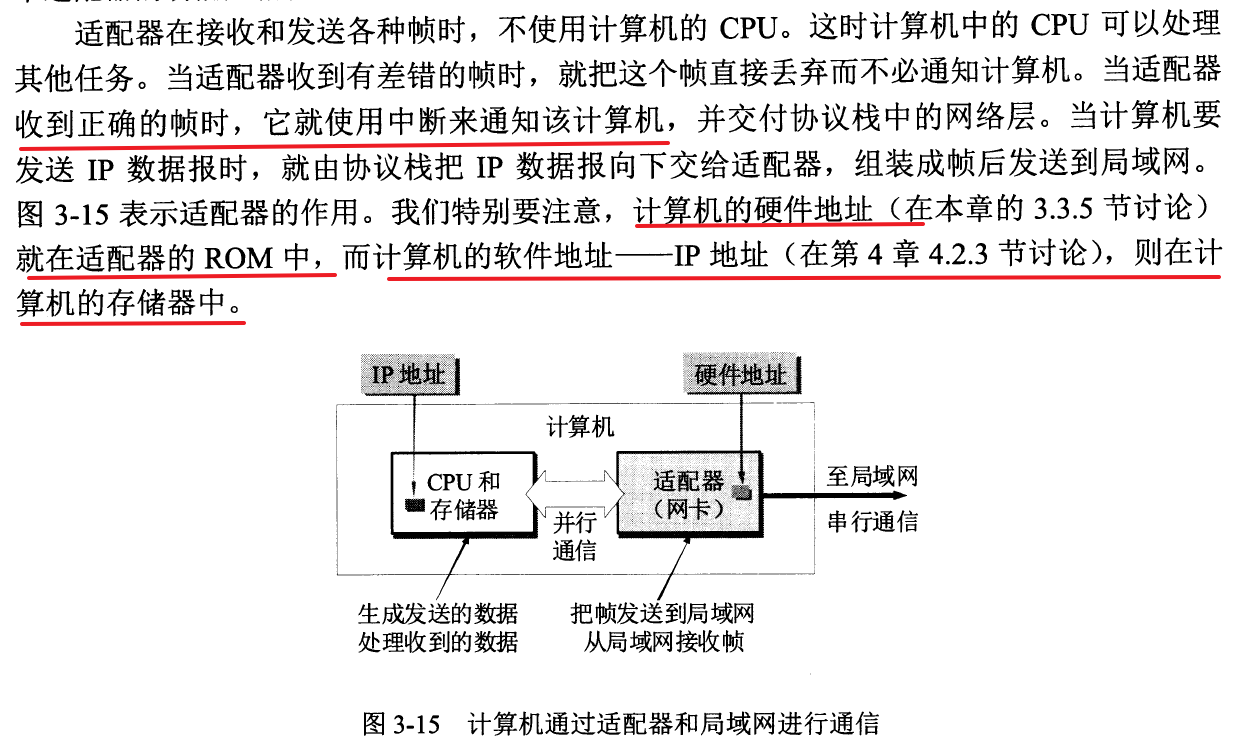 适配器在接收和发送各种帧时，不使用计算机的 CPU。这时计算机中的 CPU 可以处理
其他任务。当适配器收到有差错的帧时，就把这个帧直接丢弃而不必通知计算机。当适配器
收到正确的帧时，它就使用中断来通知该计算机，并交付协议栈中的网络层。当计算机要
发送 IP 数据报时，就由协议栈把 IP 数据报向下交给适配器，组装成帧后发送到局域网。
图 3-15 表示适配器的作用。我们特别要注意，计算机的硬件地址（在本章的 3.3.5 节讨论）
就在适配器的 ROM 中，而计算机的软件地址——IP 地址（在第 4 章 4.2.3 节讨论），则在计
算机的存储器中。
IP 地址
硬件地址
计算机
CPU 和
存储器
并行
通信
适配器
（网卡）
至局域网
串行通信
生成发送的数据
处理收到的数据
把帧发送到局域网
从局域网接收帧
图 3-15 计算机通过适配器和局域网进行通信